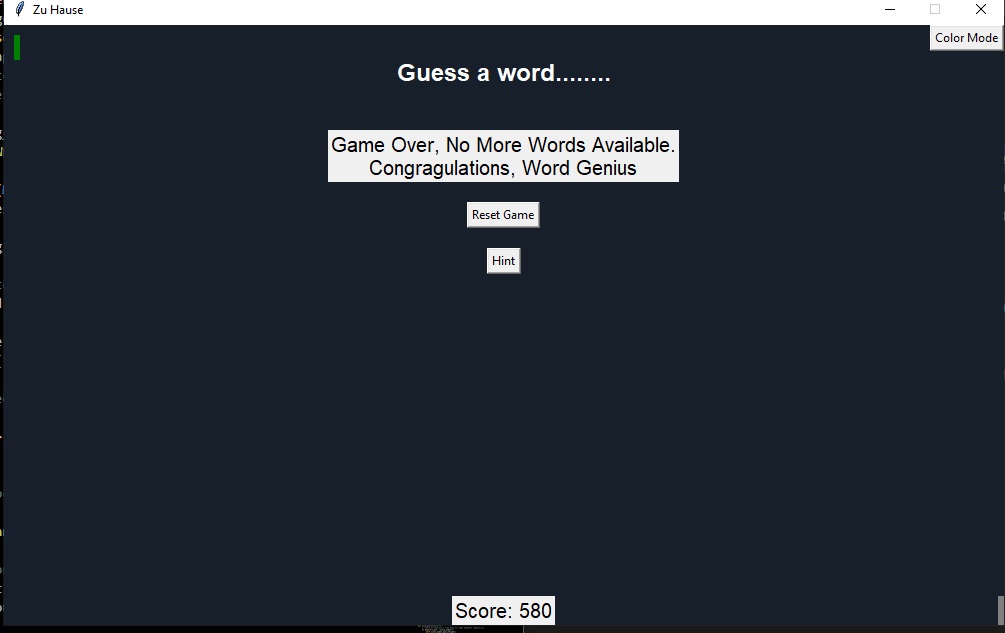 Zu Hause
Color Mode
Guess a word........
Game Over, No More Words Available.
Congragulations, Word Genius
Reset Game
Hint
Score: 580